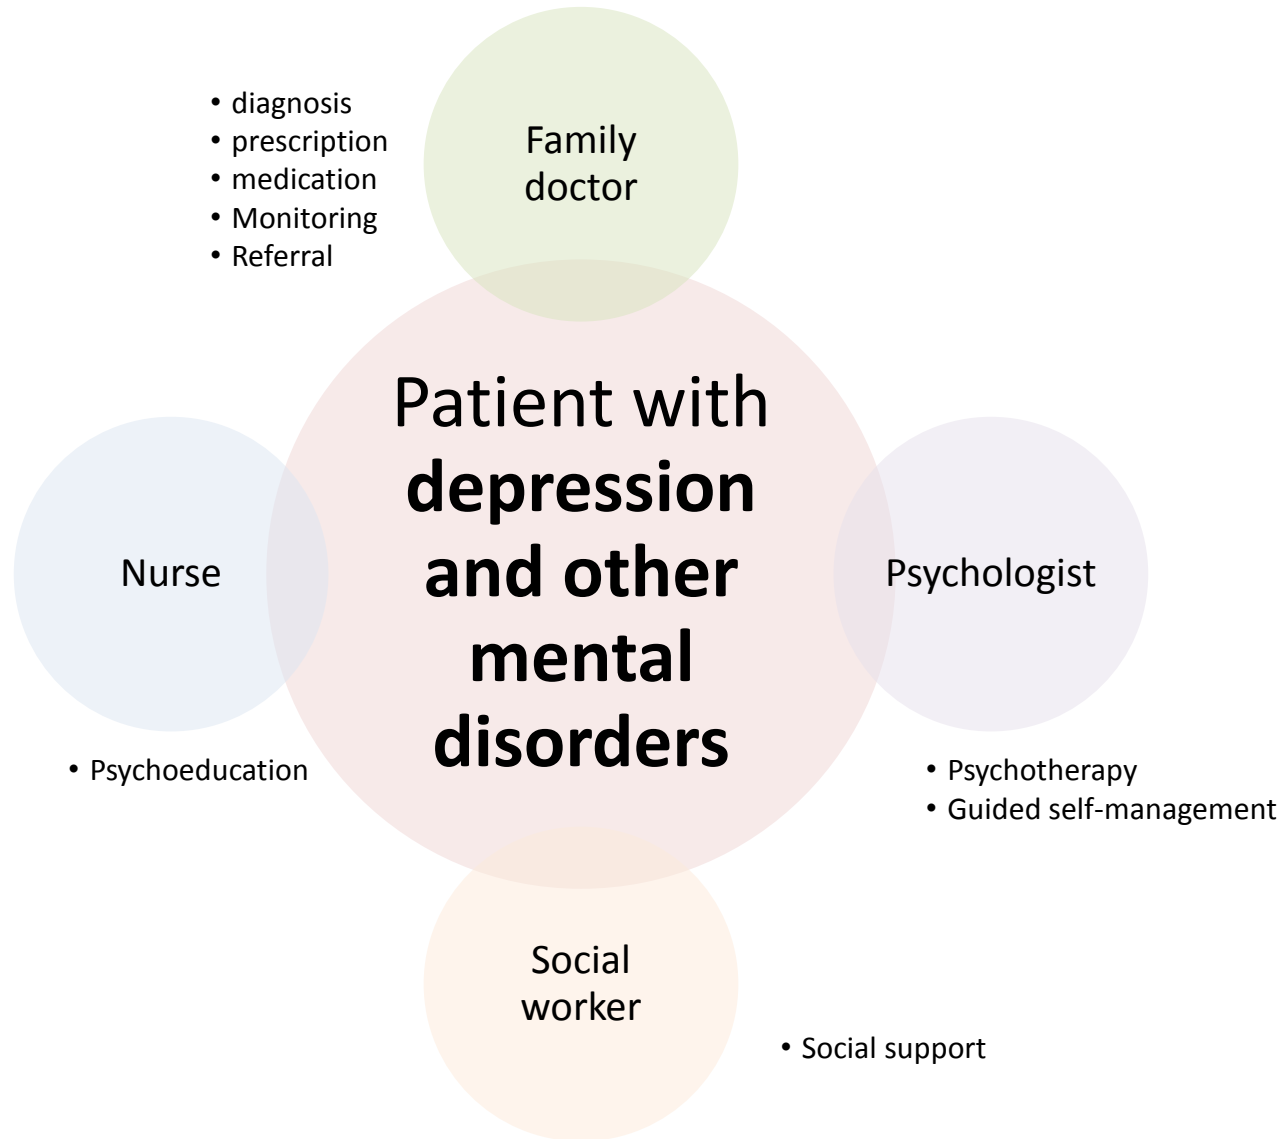 • diagnosis
• prescription
• medication
• Monitoring
• Referral
Family
doctor
Patient with
depression
and other
mental
disorders
Nurse
• Psychoeducation
Psychologist
• Psychotherapy
• Guided self-management
Social
worker
• Social support